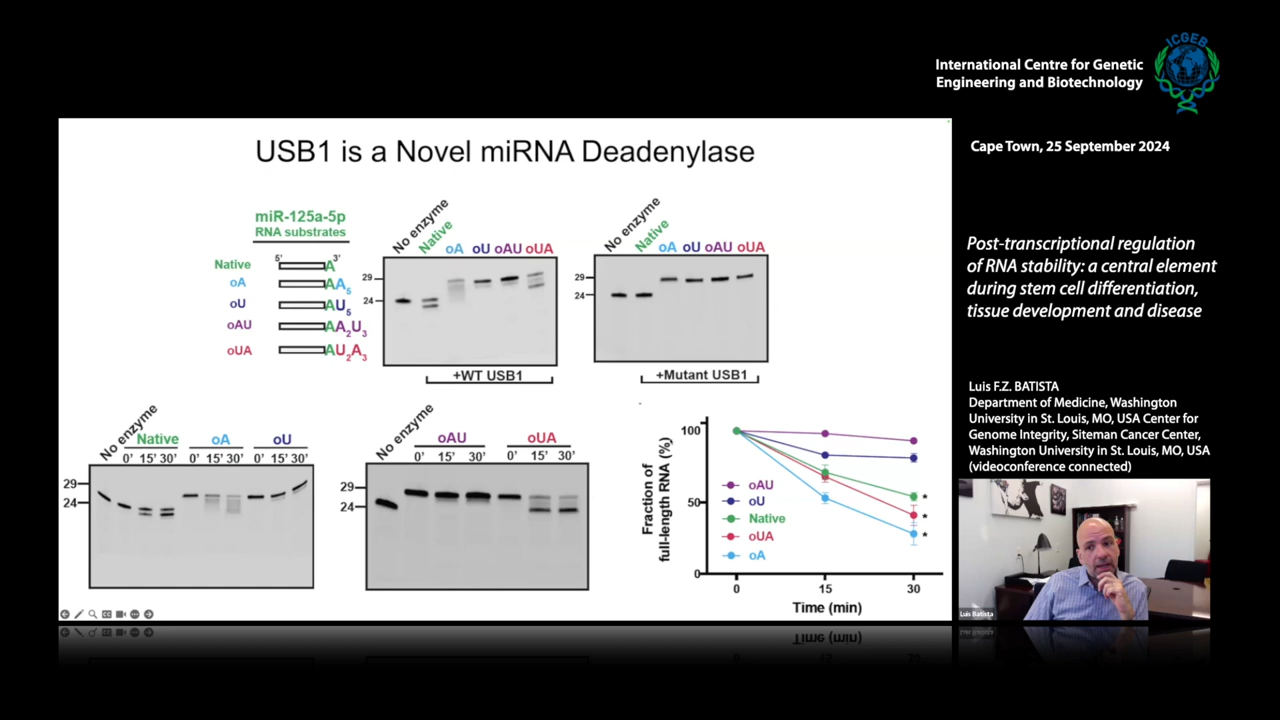 ICGEB
International Centre for Genetic
Engineering and Biotechnology
Cape Town, 25 September 2024
Post-transcriptional regulation
of RNA stability: a central element
during stem cell differentiation,
tissue development and disease
Luis F.Z. BATISTA
Department of Medicine, Washington
University in St. Louis, MO, USA Center for
Genome Integrity, Siteman Cancer Center,
Washington University in St. Louis, MO, USA
(videoconference connected)
Luis Batista
USB1 is a Novel miRNA Deadenylase
miR-125a-5p
RNA substrates
5' 3'
Native A
oA AA5
oU AU5
oAU AA2U3
oUA AU2A3
No enzyme Native oA oU oAU oUA
29
24
+WT USB1
No enzyme Native oA oU oAU oUA
29
24
+Mutant USB1
No enzyme Native oA oU
0' 15' 30' 0' 15' 30' 0' 15' 30'
29
24
No enzyme oAU oUA
0' 15' 30' 0' 15' 30'
29
24
Fraction of
full-length RNA (%)
100
50
0
oAU
oU
Native
oUA
oA
*
*
*
0 15 30
Time (min)